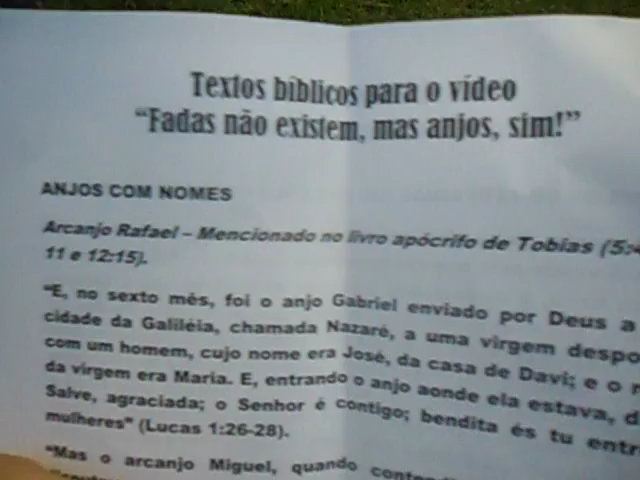 Textos bíblicos para o vídeo
“Fadas não existem, mas anjos, sim!”
ANJOS COM NOMES
Arcanjo Rafael – Mencionado no livro apócrifo de Tobias (5:4
11 e 12:15).
“E, no sexto mês, foi o anjo Gabriel enviado por Deus a
cidade da Galiléia, chamada Nazaré, a uma virgem despo
com um homem, cujo nome era José, da casa de Davi; e o
da virgem era Maria. E, entrando o anjo aonde ela estava, d
Salve, agraciada; o Senhor é contigo; bendita és tu entr
mulheres” (Lucas 1:26-28).
“Mas o arcanjo Miguel, quando